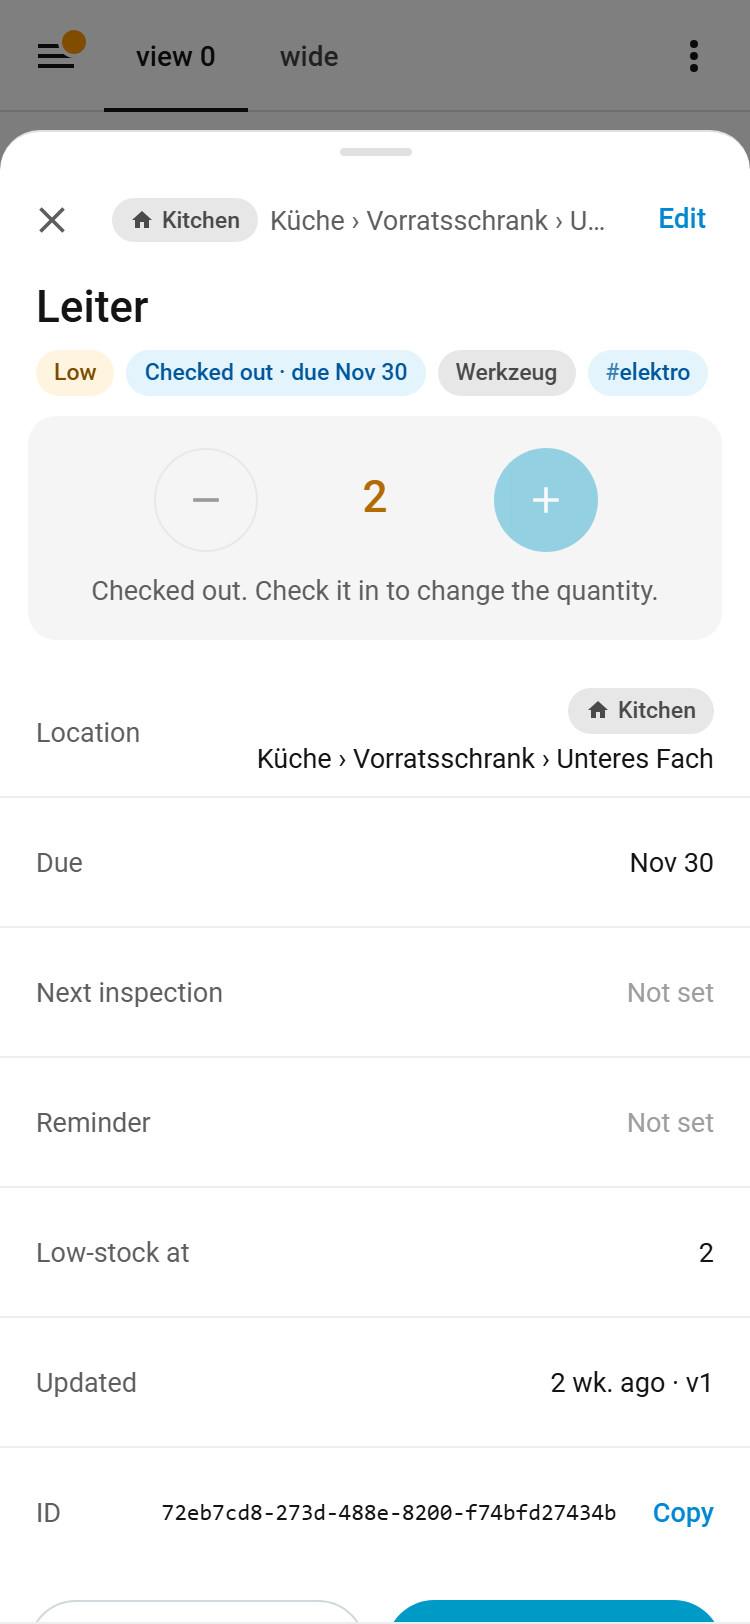 view 0 wide
Kitchen Küche › Vorratsschrank › U... Edit
Leiter
Low Checked out · due Nov 30 Werkzeug #elektro
− 2 +
Checked out. Check it in to change the quantity.
Kitchen
Location
Küche › Vorratsschrank › Unteres Fach
Due Nov 30
Next inspection Not set
Reminder Not set
Low-stock at 2
Updated 2 wk. ago · v1
ID 72eb7cd8-273d-488e-8200-f74bfd27434b Copy